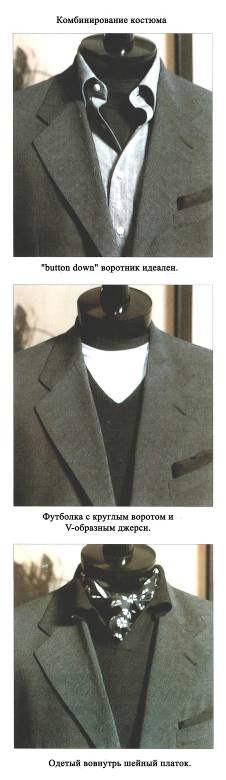 Комбинирование костюма
"button down" воротник идеален.
Футболка с круглым воротом и
V-образным джерси.
Одетый вовнутрь шейный платок.